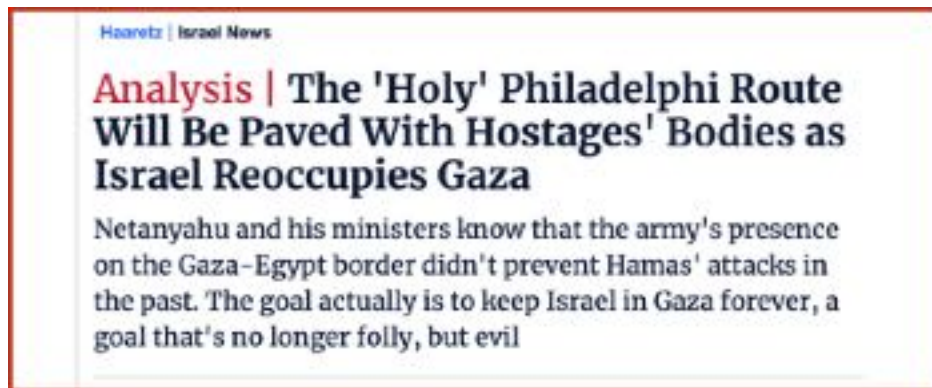 Haaretz | Israel News
Analysis | The 'Holy' Philadelphi Route
Will Be Paved With Hostages' Bodies as
Israel Reoccupies Gaza
Netanyahu and his ministers know that the army's presence
on the Gaza-Egypt border didn't prevent Hamas' attacks in
the past. The goal actually is to keep Israel in Gaza forever, a
goal that's no longer folly, but evil